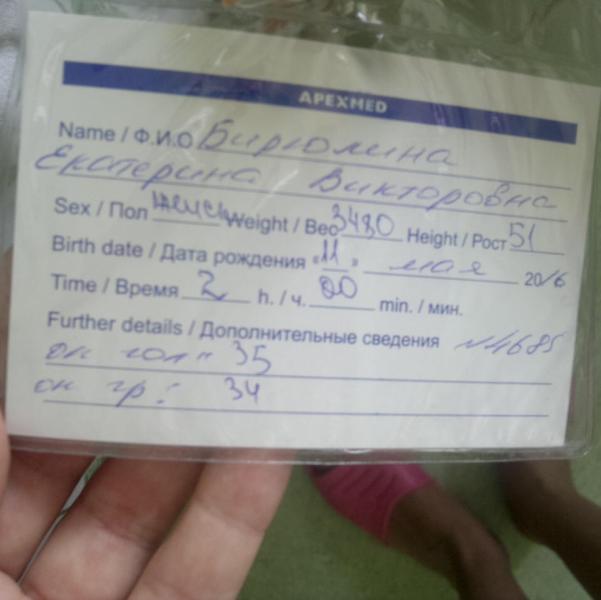 APEXMED
Name / Ф.И.О Бирюлина
Екатерина Викторовна
Sex / Пол женск Weight / Вес 3480 Height / Рост 51
Birth date / Дата рождения «11» мая 2016
Time / Время 2 h. / ч. 00 min. / мин.
Further details / Дополнительные сведения №4685
ок гол: 35
ок гр: 34